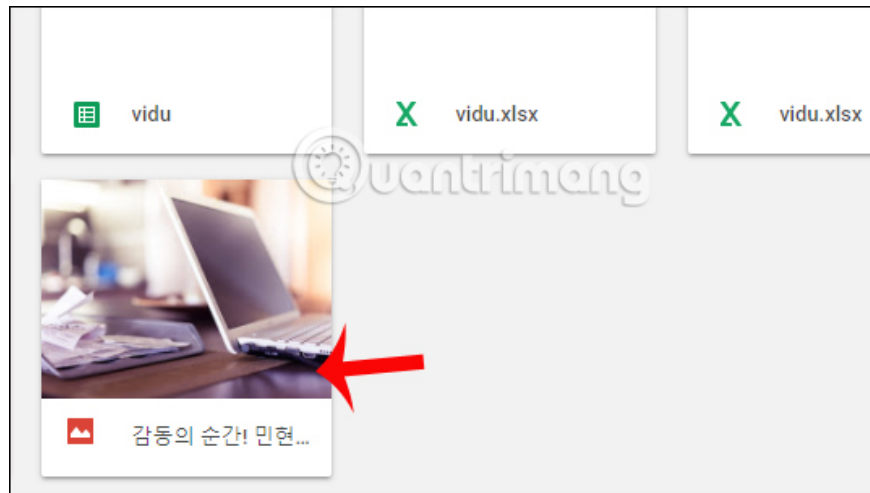 vidu
vidu.xlsx
vidu.xlsx
Quantrimang
감동의 순간! 민현...